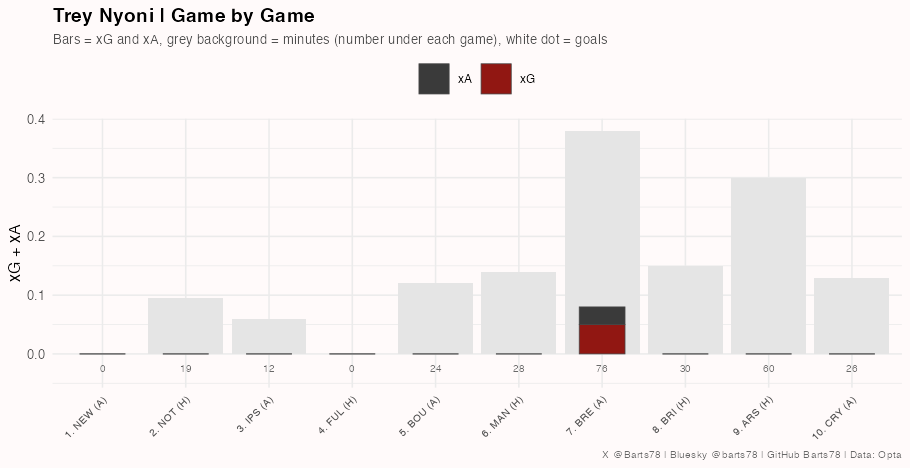 Trey Nyoni | Game by Game
Bars = xG and xA, grey background = minutes (number under each game), white dot = goals
xA xG
xG + xA
0.4
0.3
0.2
0.1
0.0
0 19 12 0 24 28 76 30 60 26
1. NEW (A) 2. NOT (H) 3. IPS (A) 4. FUL (H) 5. BOU (A) 6. MAN (H) 7. BRE (A) 8. BRI (H) 9. ARS (H) 10. CRY (A)
X @Barts78 | Bluesky @barts78 | GitHub Barts78 | Data: Opta